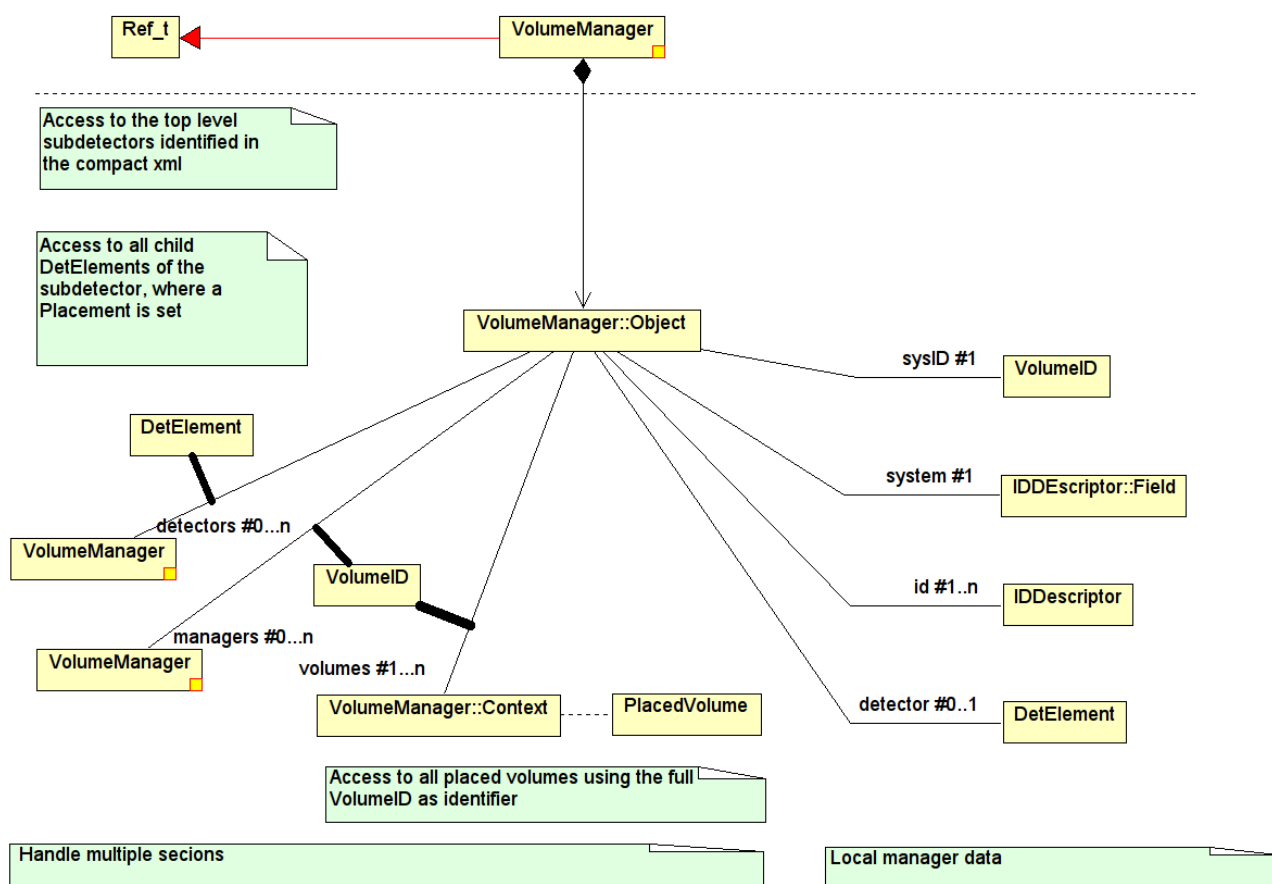 Ref_t
VolumeManager
Access to the top level
subdetectors identified in
the compact xml
Access to all child
DetElements of the
subdetector, where a
Placement is set
VolumeManager::Object
sysID #1
VolumeID
DetElement
system #1
IDDEscriptor::Field
detectors #0...n
VolumeManager
VolumeID
id #1..n
IDDescriptor
managers #0...n
VolumeManager
volumes #1...n
VolumeManager::Context
PlacedVolume
detector #0..1
DetElement
Access to all placed volumes using the full
VolumeID as identifier
Handle multiple secions
Local manager data